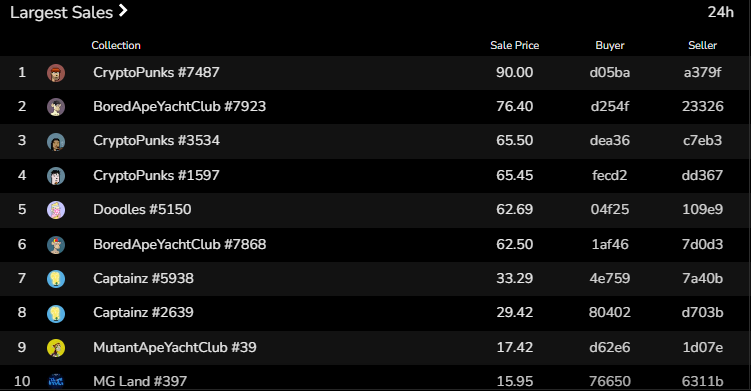 Largest Sales 24h
Collection Sale Price Buyer Seller
1 CryptoPunks #7487 90.00 d05ba a379f
2 BoredApeYachtClub #7923 76.40 d254f 23326
3 CryptoPunks #3534 65.50 dea36 c7eb3
4 CryptoPunks #1597 65.45 fecd2 dd367
5 Doodles #5150 62.69 04f25 109e9
6 BoredApeYachtClub #7868 62.50 1af46 7d0d3
7 Captainz #5938 33.29 4e759 7a40b
8 Captainz #2639 29.42 80402 d703b
9 MutantApeYachtClub #39 17.42 d62e6 1d07e
10 MG Land #397 15.95 76650 6311b